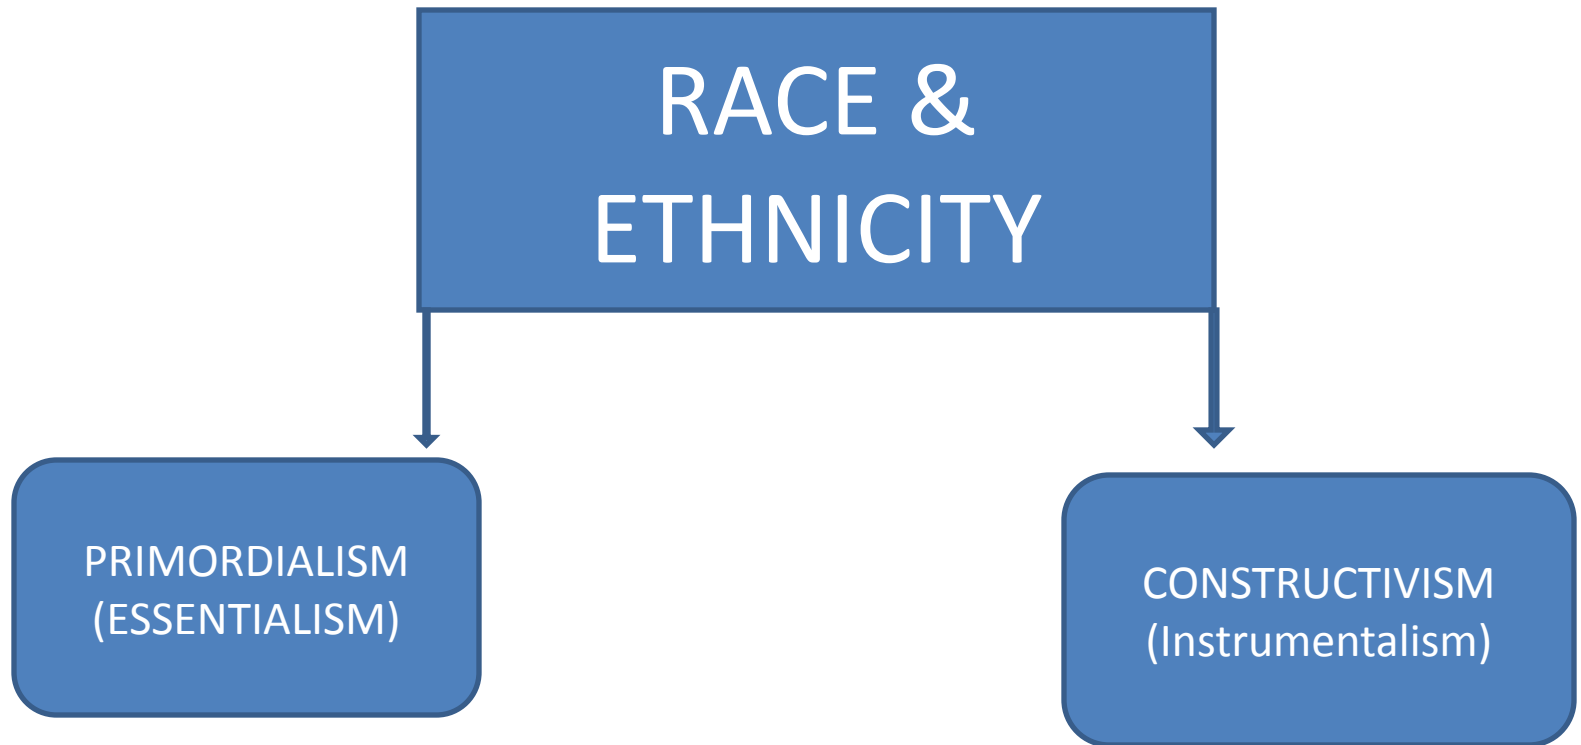 RACE &
ETHNICITY
PRIMORDIALISM
(ESSENTIALISM)
CONSTRUCTIVISM
(Instrumentalism)